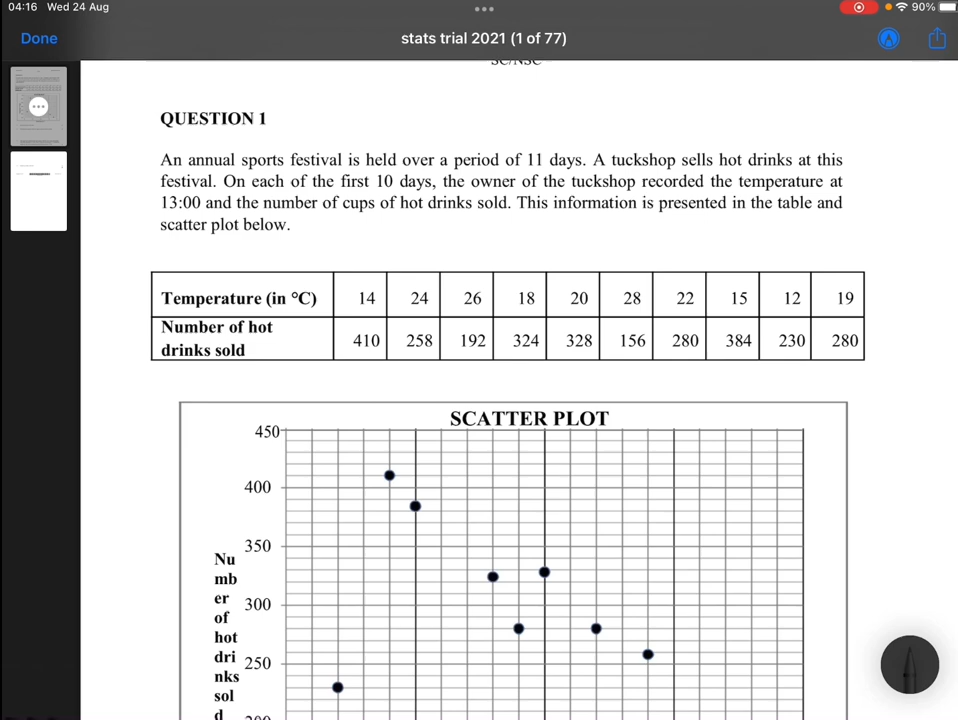 04:16 Wed 24 Aug
90%
Done
stats trial 2021 (1 of 77)
SC/NSC
QUESTION 1
An annual sports festival is held over a period of 11 days. A tuckshop sells hot drinks at this
festival. On each of the first 10 days, the owner of the tuckshop recorded the temperature at
13:00 and the number of cups of hot drinks sold. This information is presented in the table and
scatter plot below.
Temperature (in °C) 14 24 26 18 20 28 22 15 12 19
Number of hot
drinks sold 410 258 192 324 328 156 280 384 230 280
SCATTER PLOT
450
400
350
300
250
200
Nu
mb
er
of
hot
dri
nks
sol
d